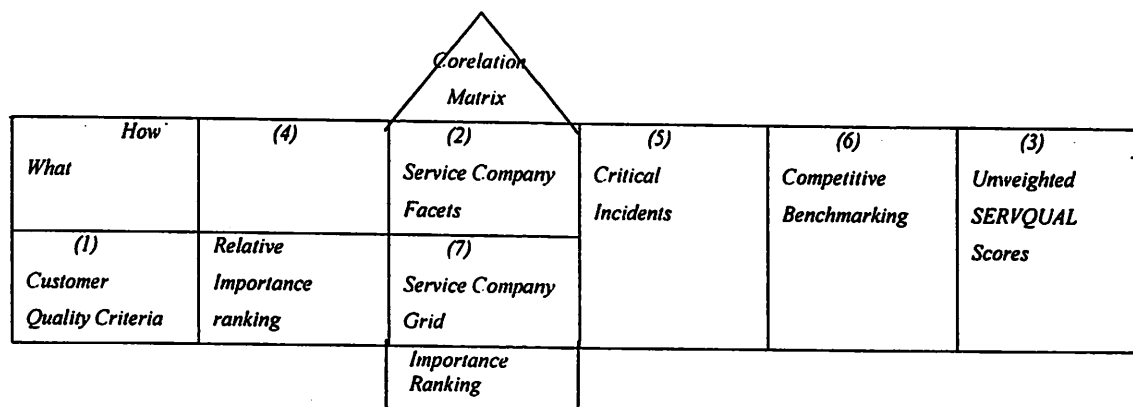 Corelation
Matrix
How
What
(4)
(2)
Service Company
Facets
(5)
Critical
Incidents
(6)
Competitive
Benchmarking
(3)
Unweighted
SERVQUAL
Scores
(1)
Customer
Quality Criteria
Relative
Importance
ranking
(7)
Service Company
Grid
Importance
Ranking